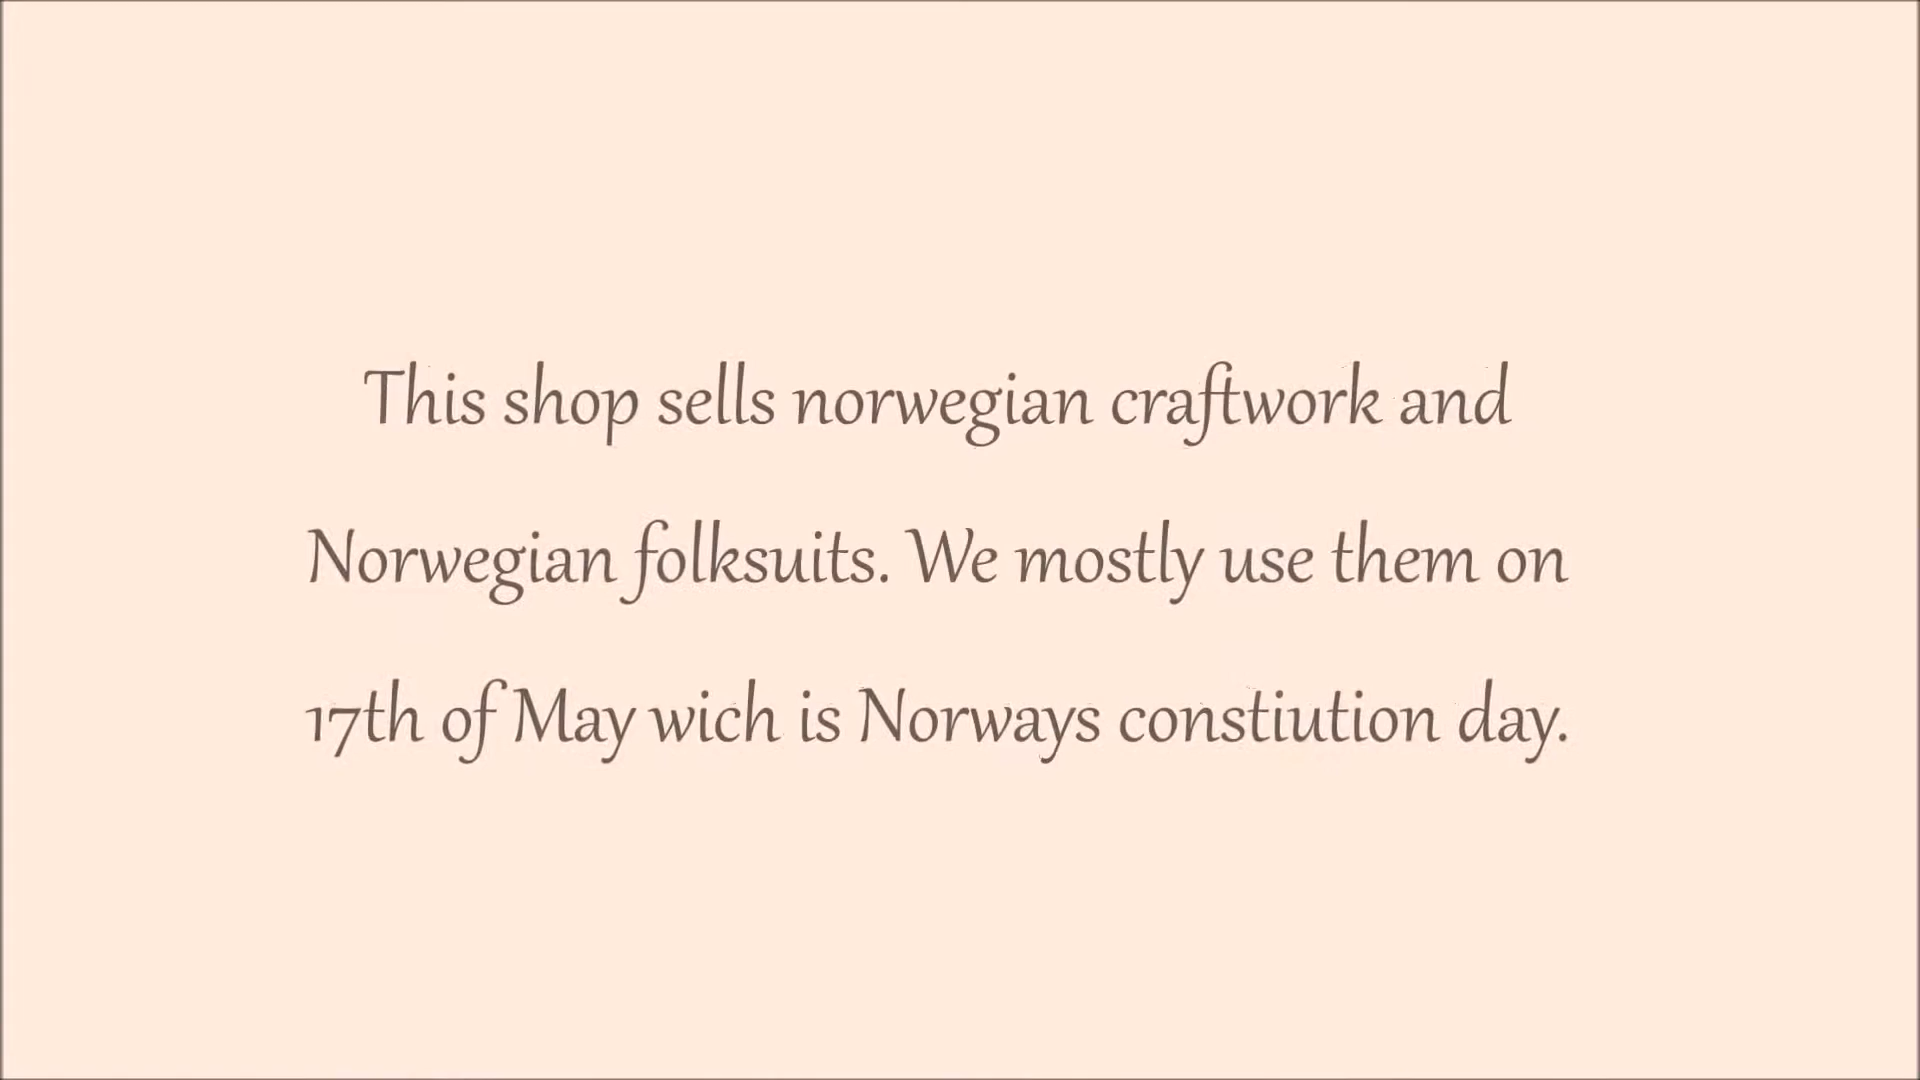 This shop sells norwegian craftwork and
Norwegian folksuits. We mostly use them on
17th of May wich is Norways constiution day.